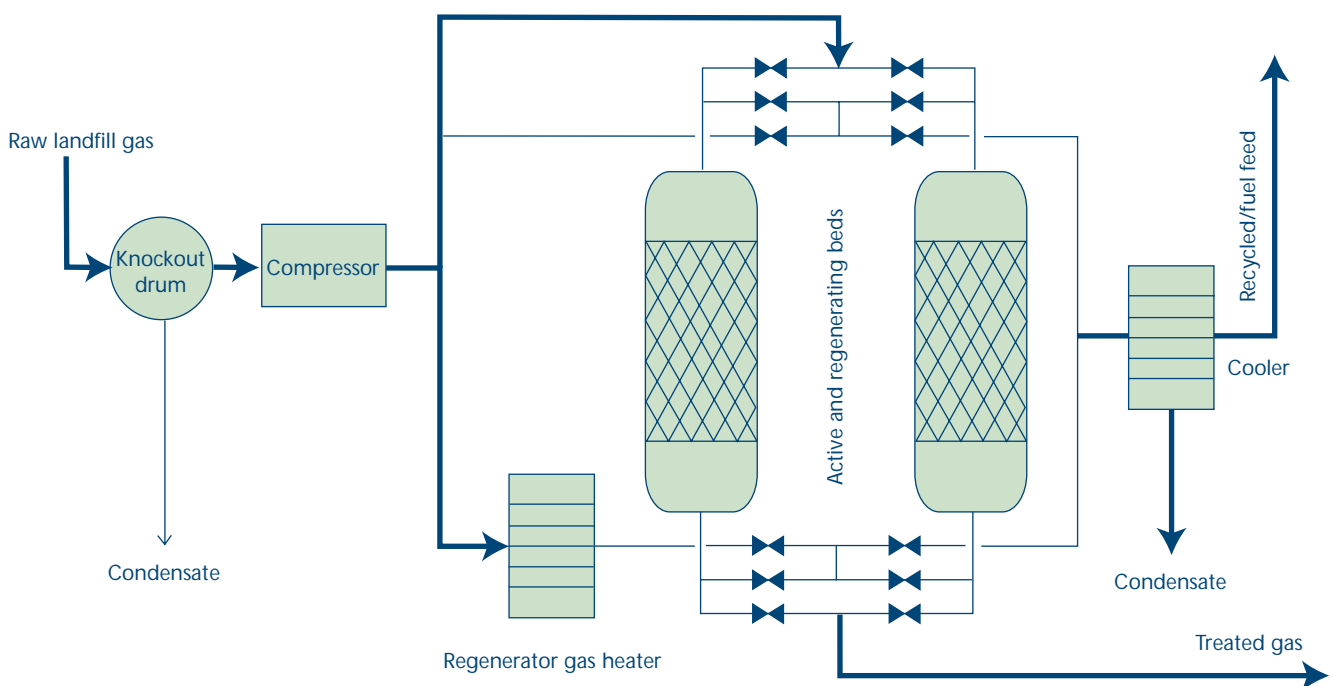 Raw landfill gas
Knockout
drum
Compressor
Condensate
Regenerator gas heater
Active and regenerating beds
Recycled/fuel feed
Cooler
Condensate
Treated gas